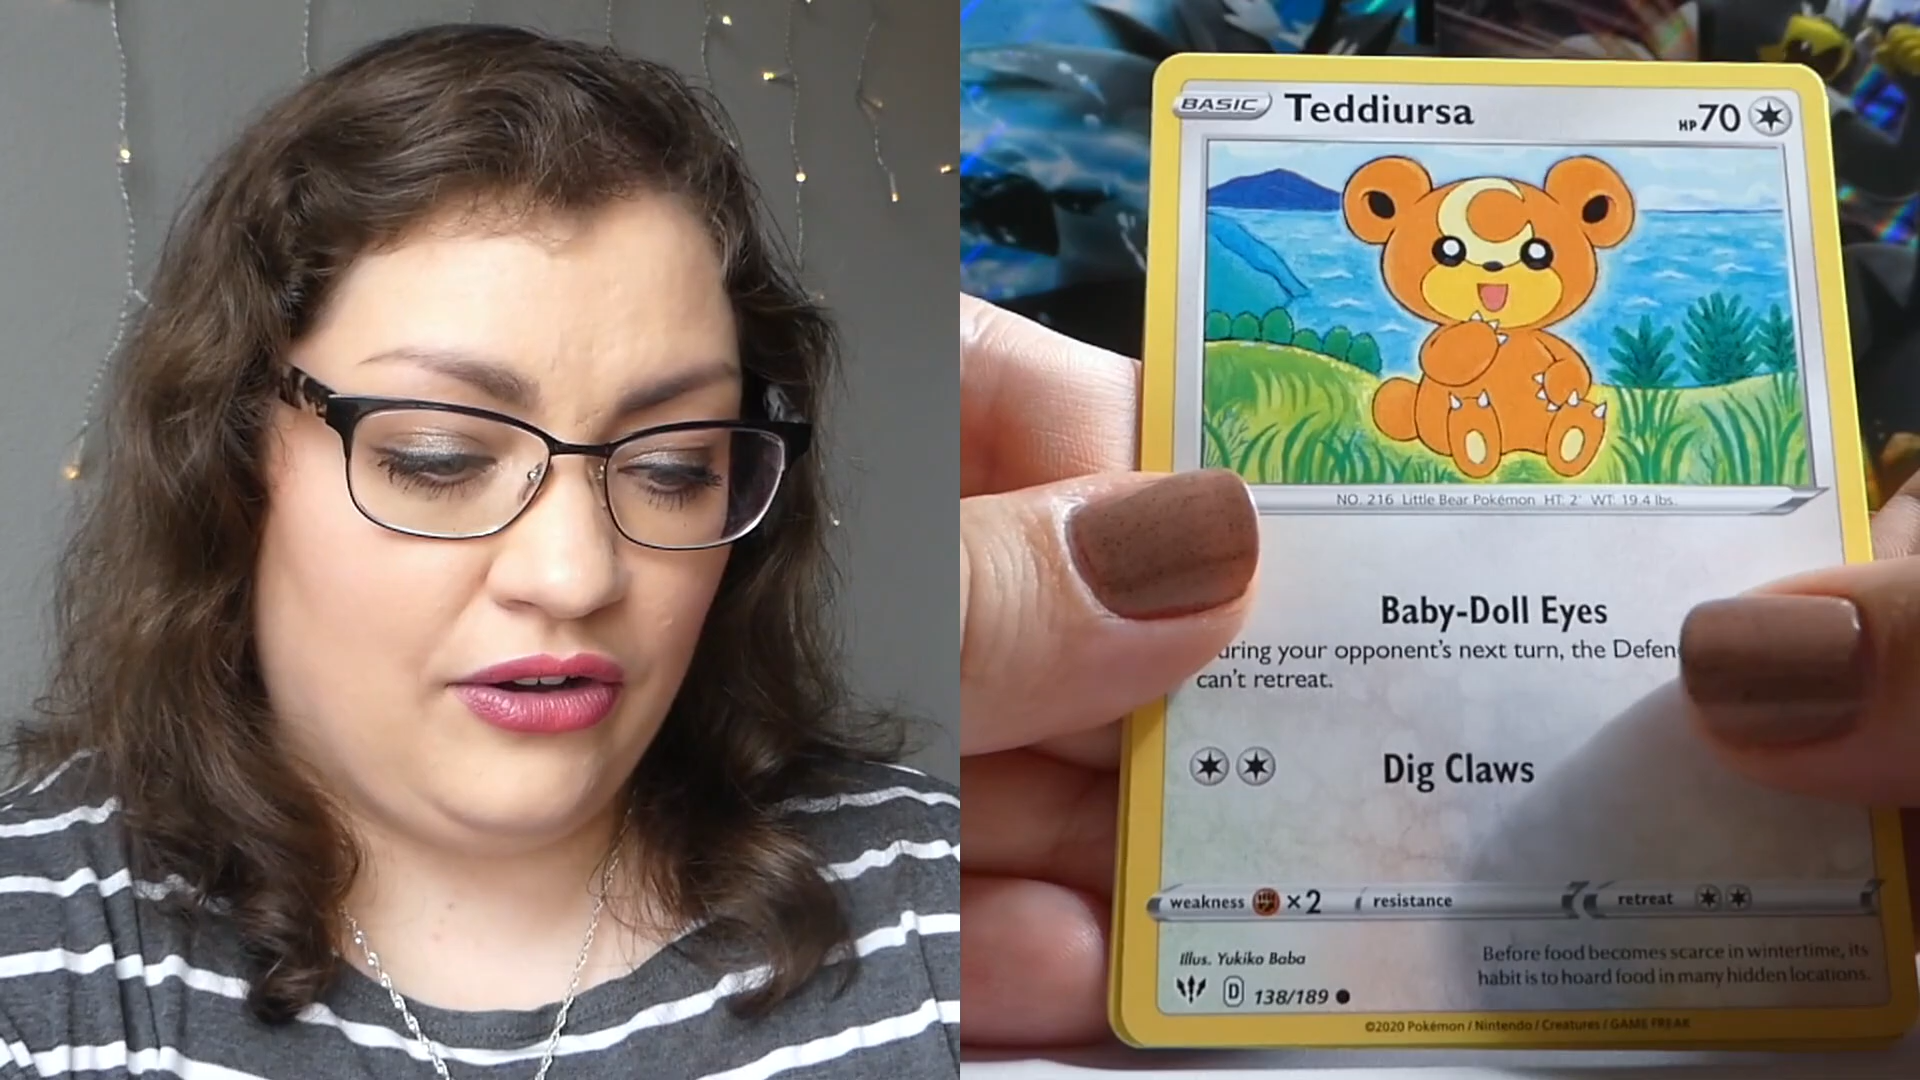 BASIC Teddiursa HP 70
NO. 216 Little Bear Pokémon HT: 2' WT: 19.4 lbs.
Baby-Doll Eyes
uring your opponent's next turn, the Defen
can't retreat.
Dig Claws
weakness ×2 resistance retreat
Illus. Yukiko Baba
Before food becomes scarce in wintertime, its
habit is to hoard food in many hidden locations.
D 138/189
©2020 Pokémon / Nintendo / Creatures / GAME FREAK